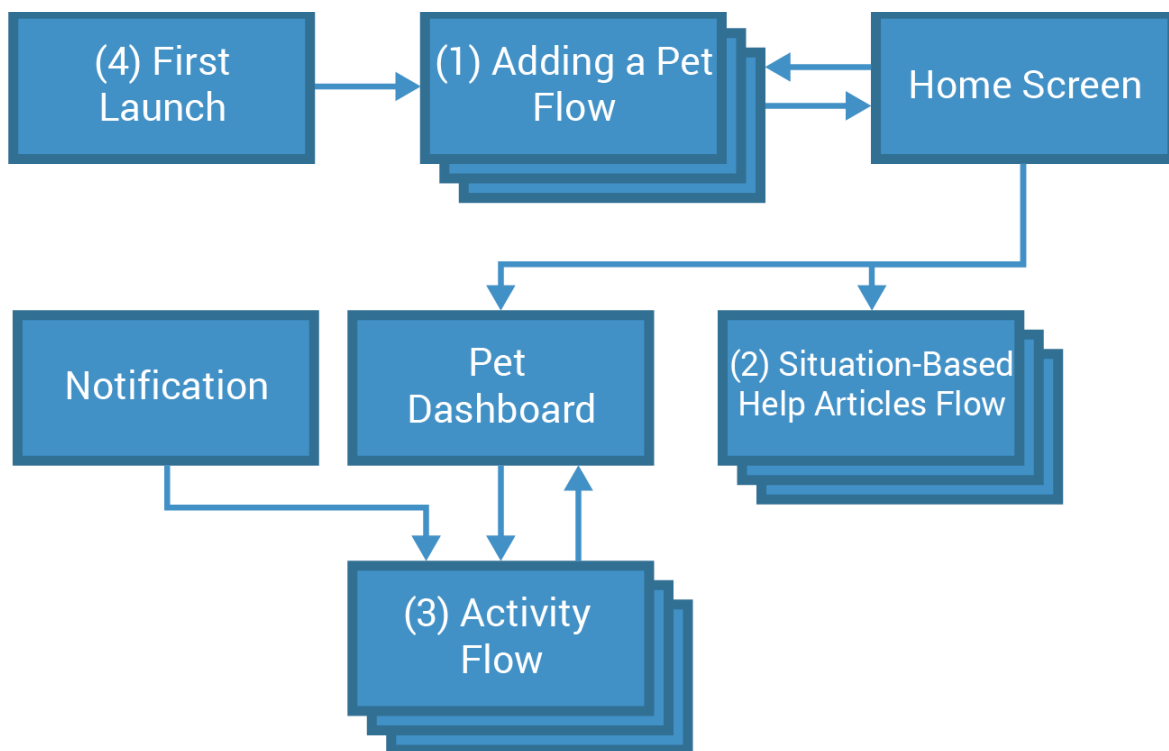 (4) First
Launch
(1) Adding a Pet
Flow
Home Screen
Notification
Pet
Dashboard
(2) Situation-Based
Help Articles Flow
(3) Activity
Flow